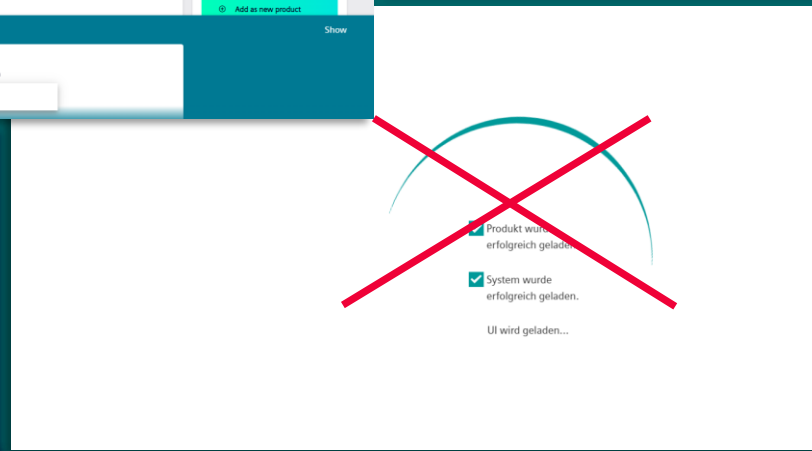 Add as new product
Show
Produkt wurde
erfolgreich geladen.
System wurde
erfolgreich geladen.
UI wird geladen...